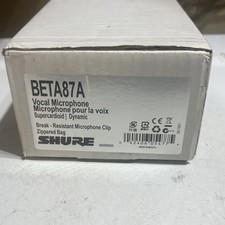 BETA87A
Vocal Microphone
Microphone pour la voix
Supercardioid | Dynamic
Break - Resistant Microphone Clip
Zippered Bag
SHURE